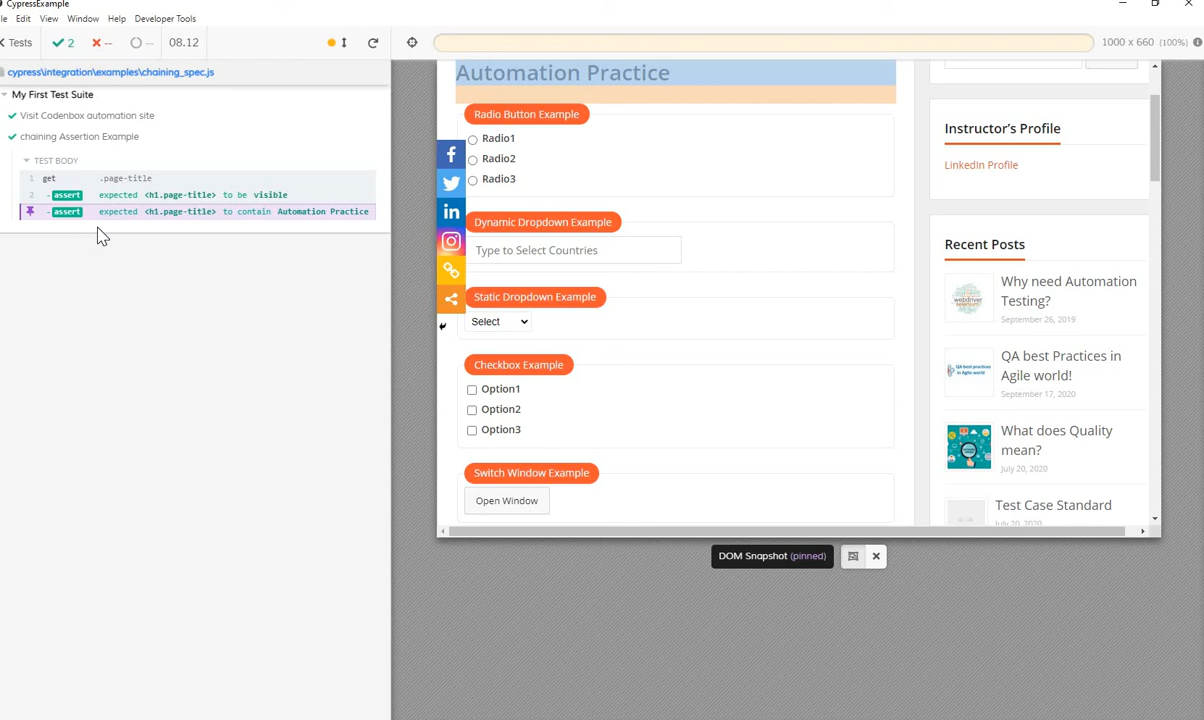 CypressExample
le Edit View Window Help Developer Tools
Tests 2 -- -- 08.12 1000 x 660 (100%)
cypress\integration\examples\chaining_spec.js
My First Test Suite
Visit Codenbox automation site
chaining Assertion Example
TEST BODY
1 get .page-title
2 -assert expected <h1.page-title> to be visible
-assert expected <h1.page-title> to contain Automation Practice
Automation Practice
Radio Button Example
Radio1
Radio2
Radio3
Dynamic Dropdown Example
Type to Select Countries
Static Dropdown Example
Select
Checkbox Example
Option1
Option2
Option3
Switch Window Example
Open Window
Instructor's Profile
LinkedIn Profile
Recent Posts
Why need Automation
Testing?
September 26, 2019
QA best Practices in
Agile world!
September 17, 2020
What does Quality
mean?
July 20, 2020
Test Case Standard
July 20, 2020
DOM Snapshot (pinned)